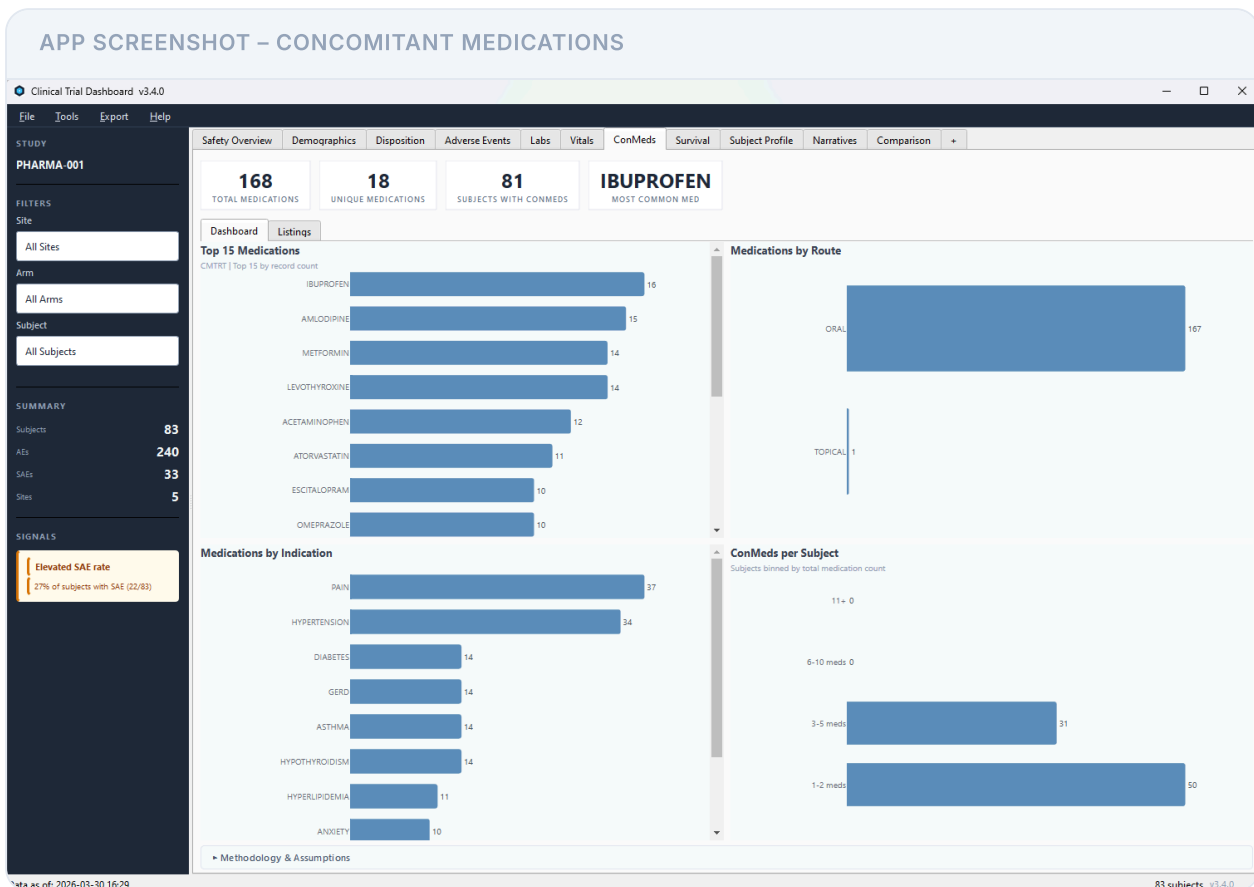 APP SCREENSHOT – CONCOMITANT MEDICATIONS
Clinical Trial Dashboard v3.4.0
File Tools Export Help
STUDY
PHARMA-001
FILTERS
Site
All Sites
Arm
All Arms
Subject
All Subjects
SUMMARY
Subjects 83
AEs 240
SAEs 33
Sites 5
SIGNALS
Elevated SAE rate
27% of subjects with SAE (22/83)
Safety Overview Demographics Disposition Adverse Events Labs Vitals ConMeds Survival Subject Profile Narratives Comparison +
168
TOTAL MEDICATIONS
18
UNIQUE MEDICATIONS
81
SUBJECTS WITH CONMEDS
IBUPROFEN
MOST COMMON MED
Dashboard Listings
Top 15 Medications
CMTRT | Top 15 by record count
IBUPROFEN 16
AMLODIPINE 15
METFORMIN 14
LEVOTHYROXINE 14
ACETAMINOPHEN 12
ATORVASTATIN 11
ESCITALOPRAM 10
OMEPRAZOLE 10
Medications by Route
ORAL 167
TOPICAL 1
Medications by Indication
PAIN 37
HYPERTENSION 34
DIABETES 14
GERD 14
ASTHMA 14
HYPOTHYROIDISM 14
HYPERLIPIDEMIA 11
ANXIETY 10
ConMeds per Subject
Subjects binned by total medication count
11+ 0
6-10 meds 0
3-5 meds 31
1-2 meds 50
▸ Methodology & Assumptions
Data as of: 2026-03-30 16:29
83 subjects v3.4.0